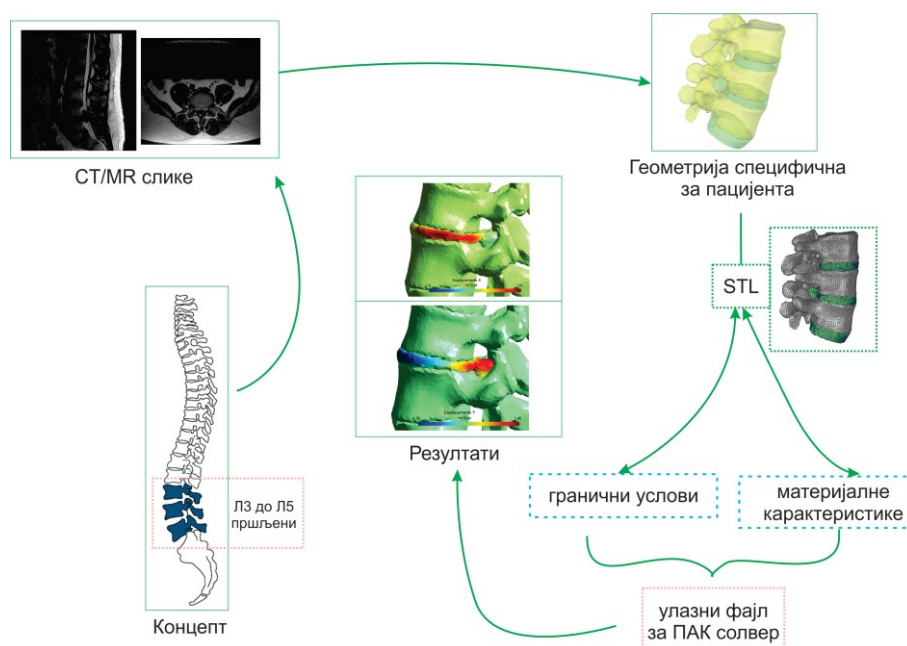 CT/MR слике
Геометрија специфична
за пацијента
STL
Л3 до Л5
пршљени
Концепт
Резултати
гранични услови
материјалне
карактеристике
улазни фајл
за ПАК солвер